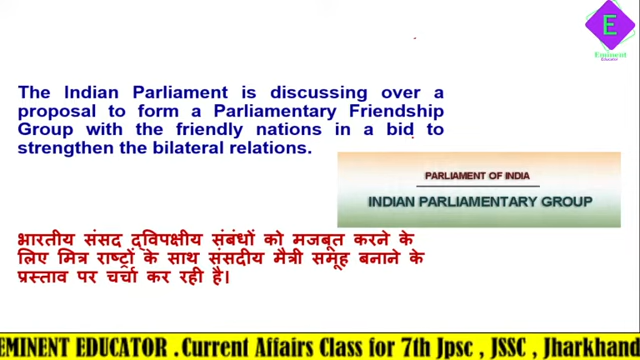 E
Eminent
Educator
The Indian Parliament is discussing over a
proposal to form a Parliamentary Friendship
Group with the friendly nations in a bid to
strengthen the bilateral relations.
PARLIAMENT OF INDIA
INDIAN PARLIAMENTARY GROUP
भारतीय संसद द्विपक्षीय संबंधों को मजबूत करने के
लिए मित्र राष्ट्रों के साथ संसदीय मैत्री समूह बनाने के
प्रस्ताव पर चर्चा कर रही है।
EMINENT EDUCATOR . Current Affairs Class for 7th Jpsc , JSSC , Jharkhand